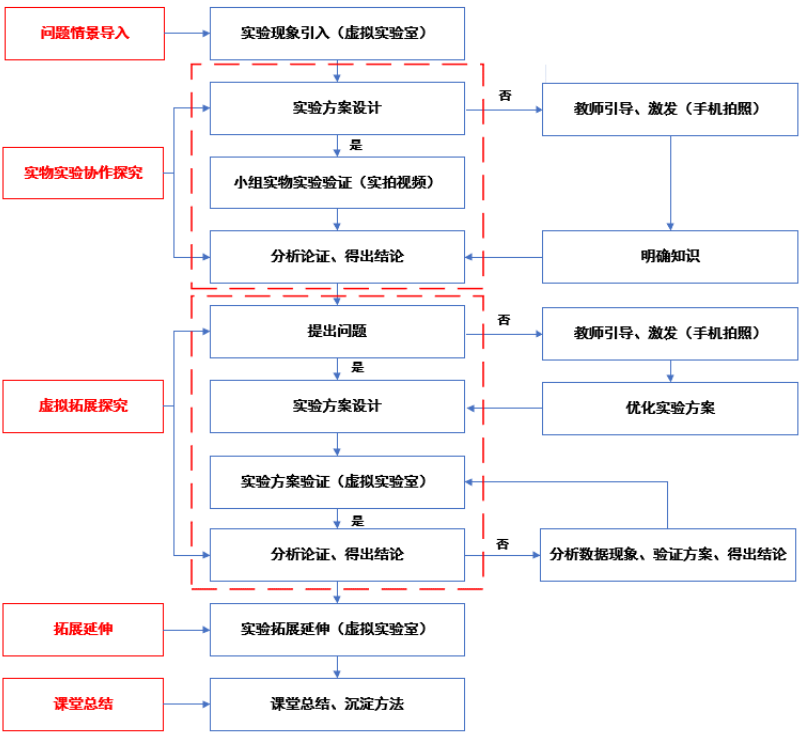 问题情景导入
实验现象引入（虚拟实验室）
实验方案设计
否
教师引导、激发（手机拍照）
是
实物实验协作探究
小组实物实验验证（实拍视频）
分析论证、得出结论
明确知识
提出问题
否
教师引导、激发（手机拍照）
是
虚拟拓展探究
实验方案设计
优化实验方案
实验方案验证（虚拟实验室）
是
分析论证、得出结论
否
分析数据现象、验证方案、得出结论
拓展延伸
实验拓展延伸（虚拟实验室）
课堂总结
课堂总结、沉淀方法